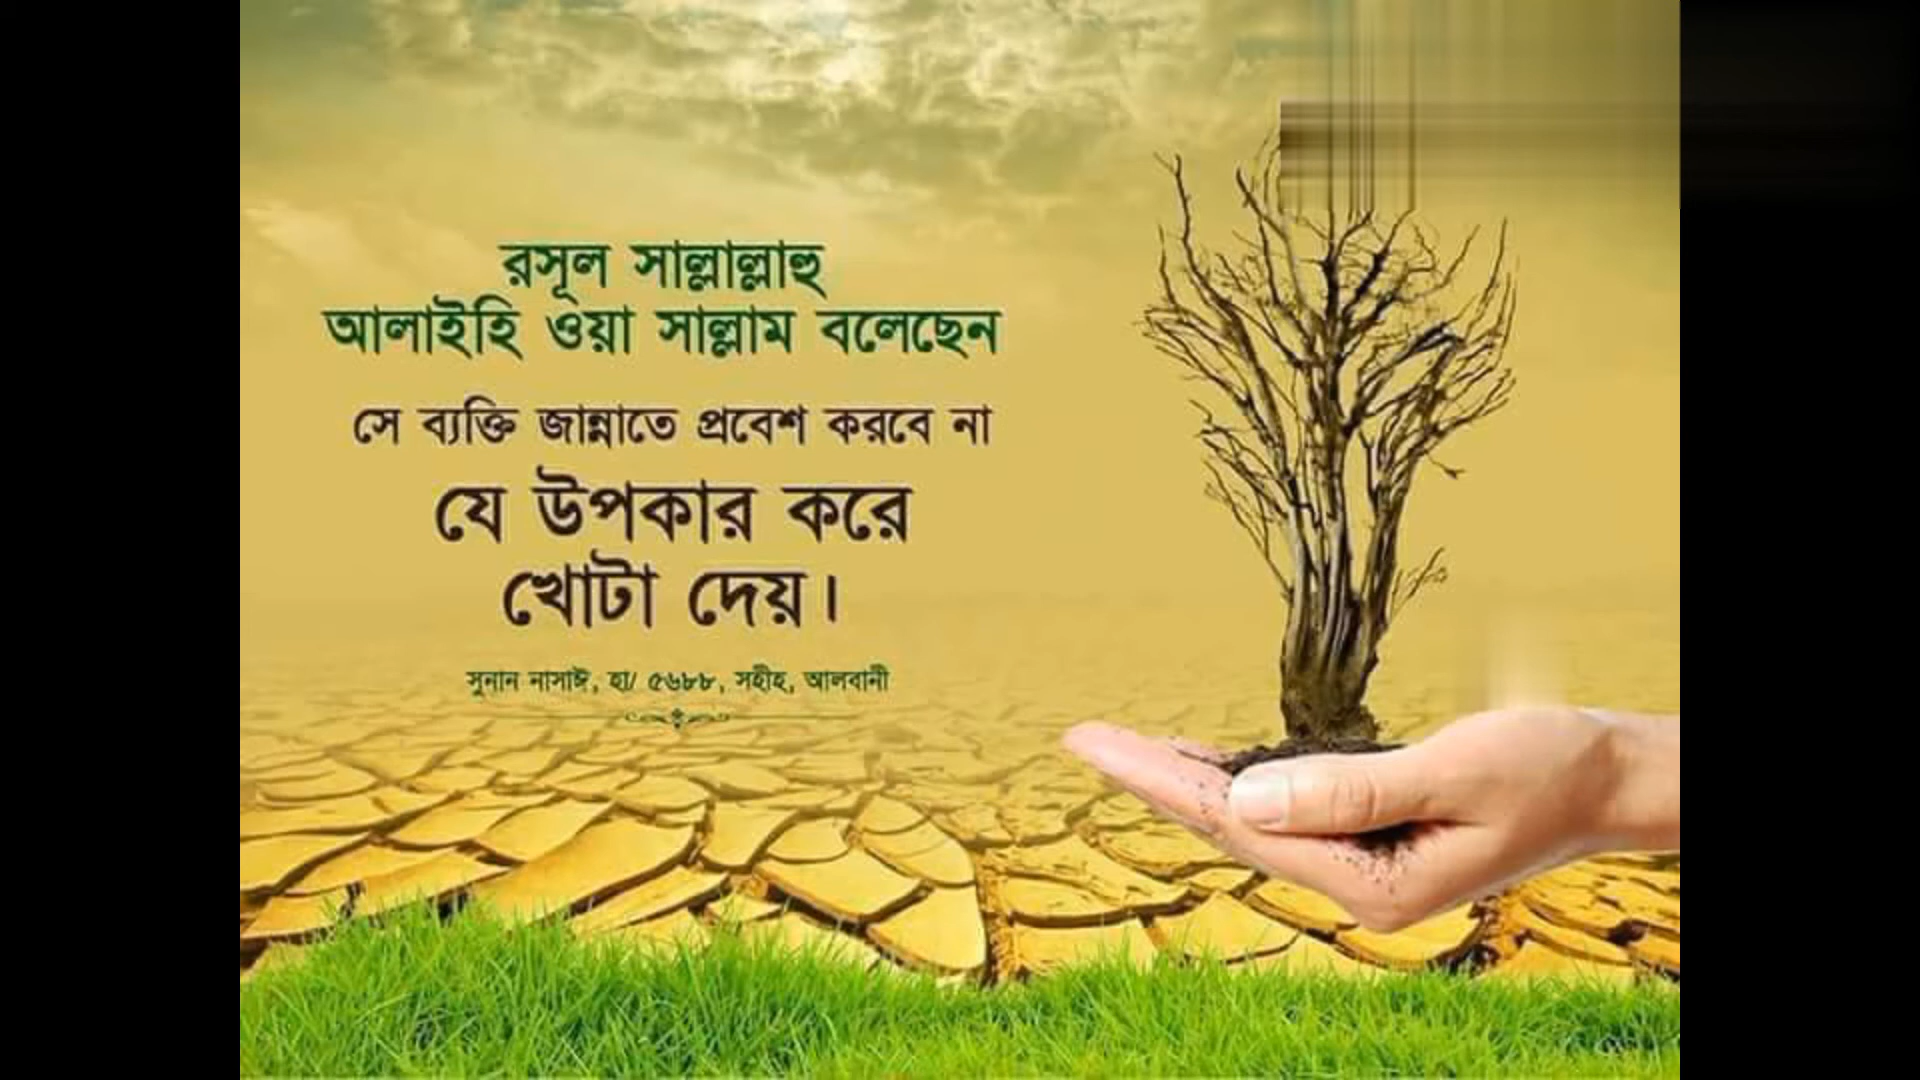 রসূল সাল্লাল্লাহু
আলাইহি ওয়া সাল্লাম বলেছেন
সে ব্যক্তি জান্নাতে প্রবেশ করবে না
যে উপকার করে
খোটা দেয়।
সুনান নাসাঈ, হা/ ৫৬৮৮, সহীহ, আলবানী